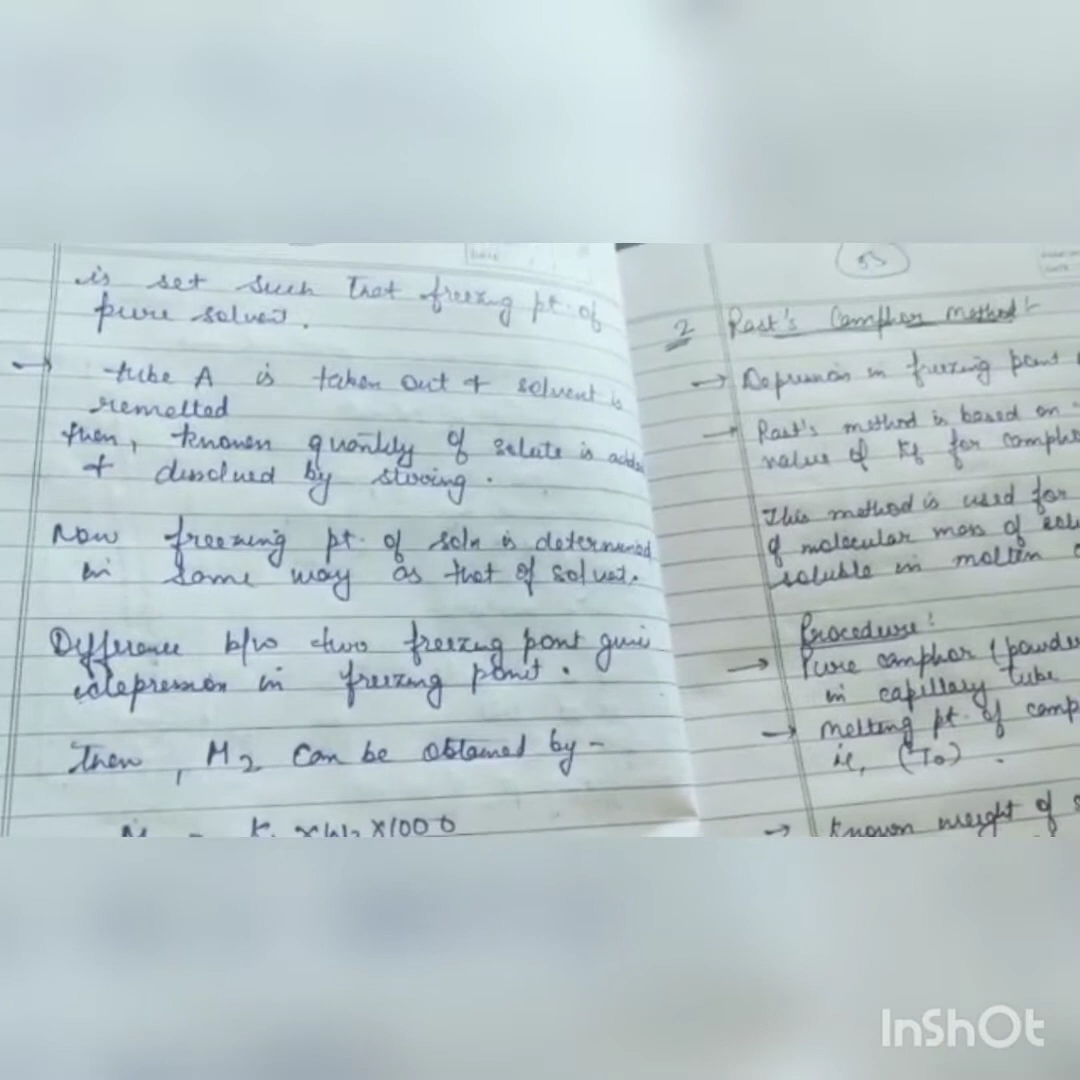 is set such that freezing pt. of
pure solvent.
→ tube A is taken out + solvent is
remelted
then, known quantity of solute is added
+ dissolved by stirring.
Now freezing pt. of soln is determined
in same way as that of solvent.
Difference b/w two freezing point gives
depression in freezing point.
Then, M2 can be obtained by –
x 1000
DATE
55
2 Rast's Camphor Method :-
→ Depression in freezing point
→ Rast's method is based on
value of Kf for
This method is used for
of molecular mass of
soluble in molten
Procedure :
→ Pure camphor (
in capillary tube
→ melting pt. of
ie, (T0).
→ Known weight of
InShOt